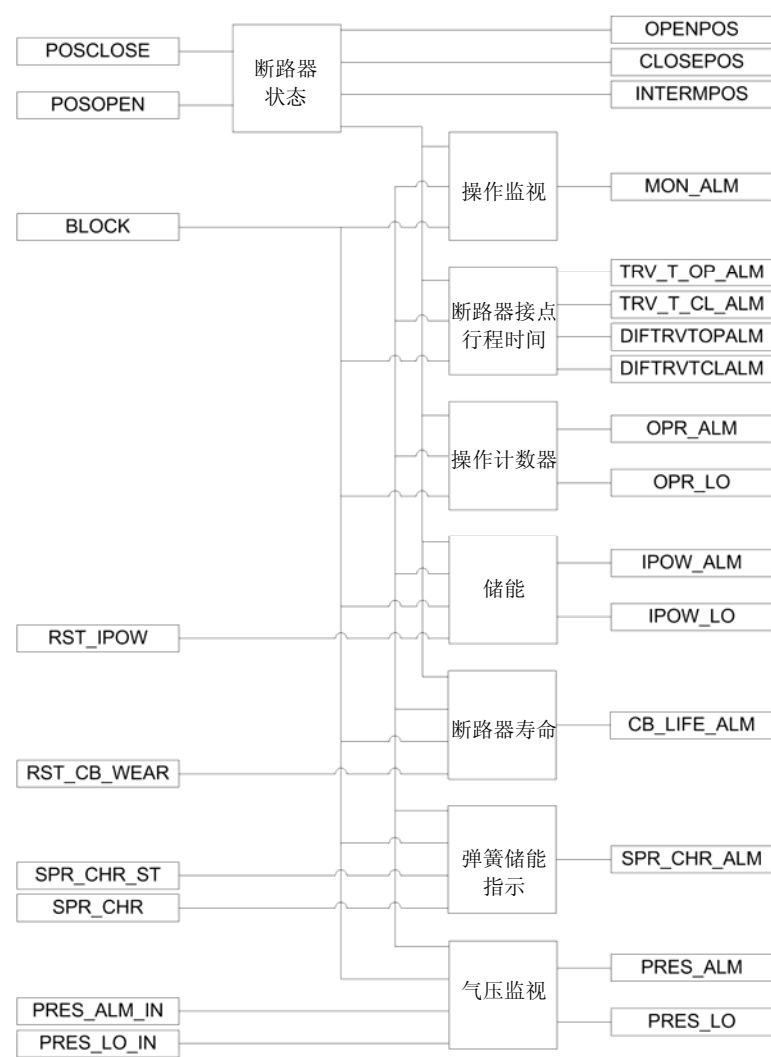 POSCLOSE
POSOPEN
断路器
状态
OPENPOS
CLOSEPOS
INTERMPOS
BLOCK
操作监视
MON_ALM
断路器接点
行程时间
TRV_T_OP_ALM
TRV_T_CL_ALM
DIFTRVTOPALM
DIFTRVTCLALM
操作计数器
OPR_ALM
OPR_LO
RST_IPOW
储能
IPOW_ALM
IPOW_LO
RST_CB_WEAR
断路器寿命
CB_LIFE_ALM
SPR_CHR_ST
SPR_CHR
弹簧储能
指示
SPR_CHR_ALM
PRES_ALM_IN
PRES_LO_IN
气压监视
PRES_ALM
PRES_LO